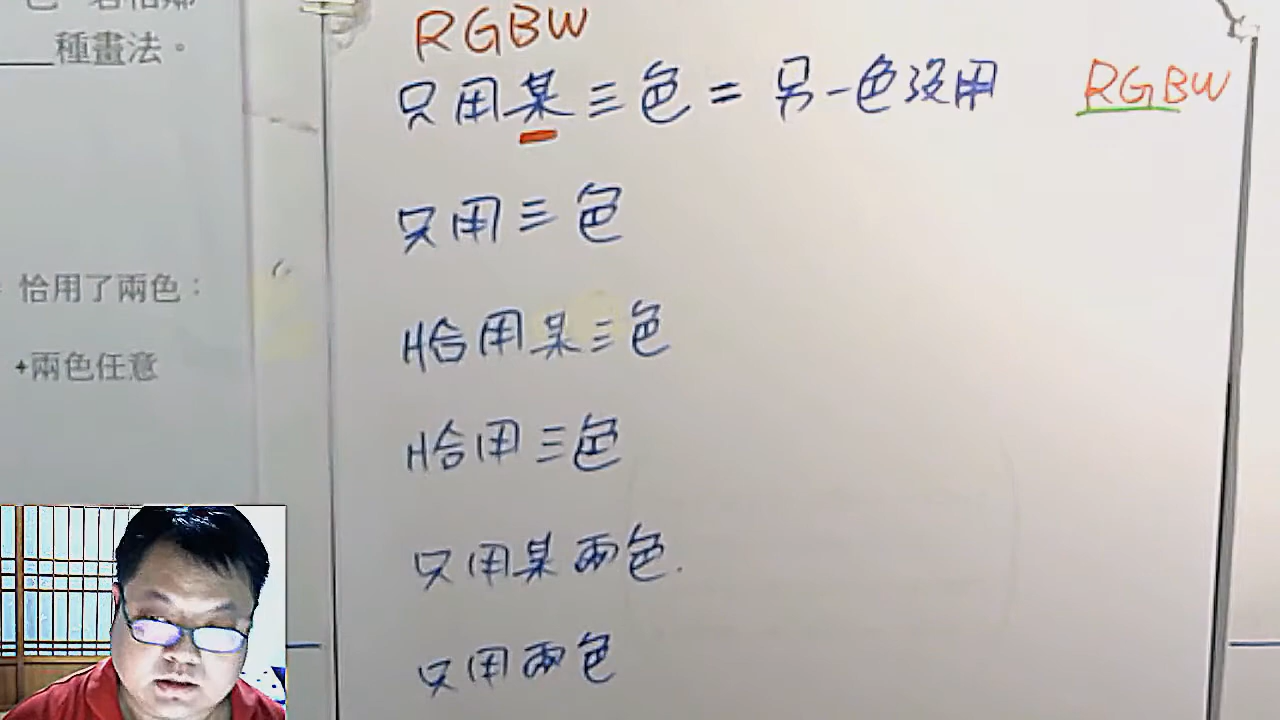 種畫法。
恰用了兩色：
+兩色任意
RGBW
只用某三色=另一色沒用 RGBW
只用三色
恰用某三色
恰用三色
只用某兩色.
只用兩色